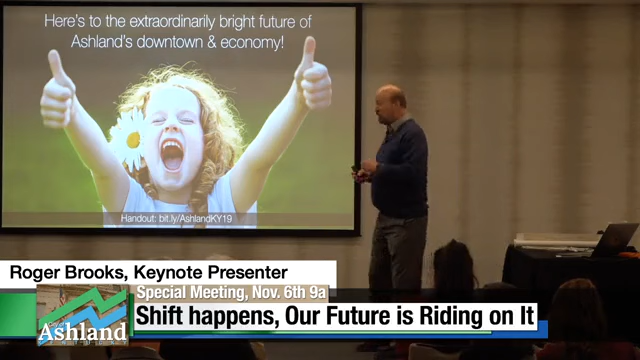 Here's to the extraordinarily bright future of
Ashland's downtown & economy!
Handout: bit.ly/AshlandKY19
Roger Brooks, Keynote Presenter
Special Meeting, Nov. 6th 9a
Shift happens, Our Future is Riding on It
Ashland